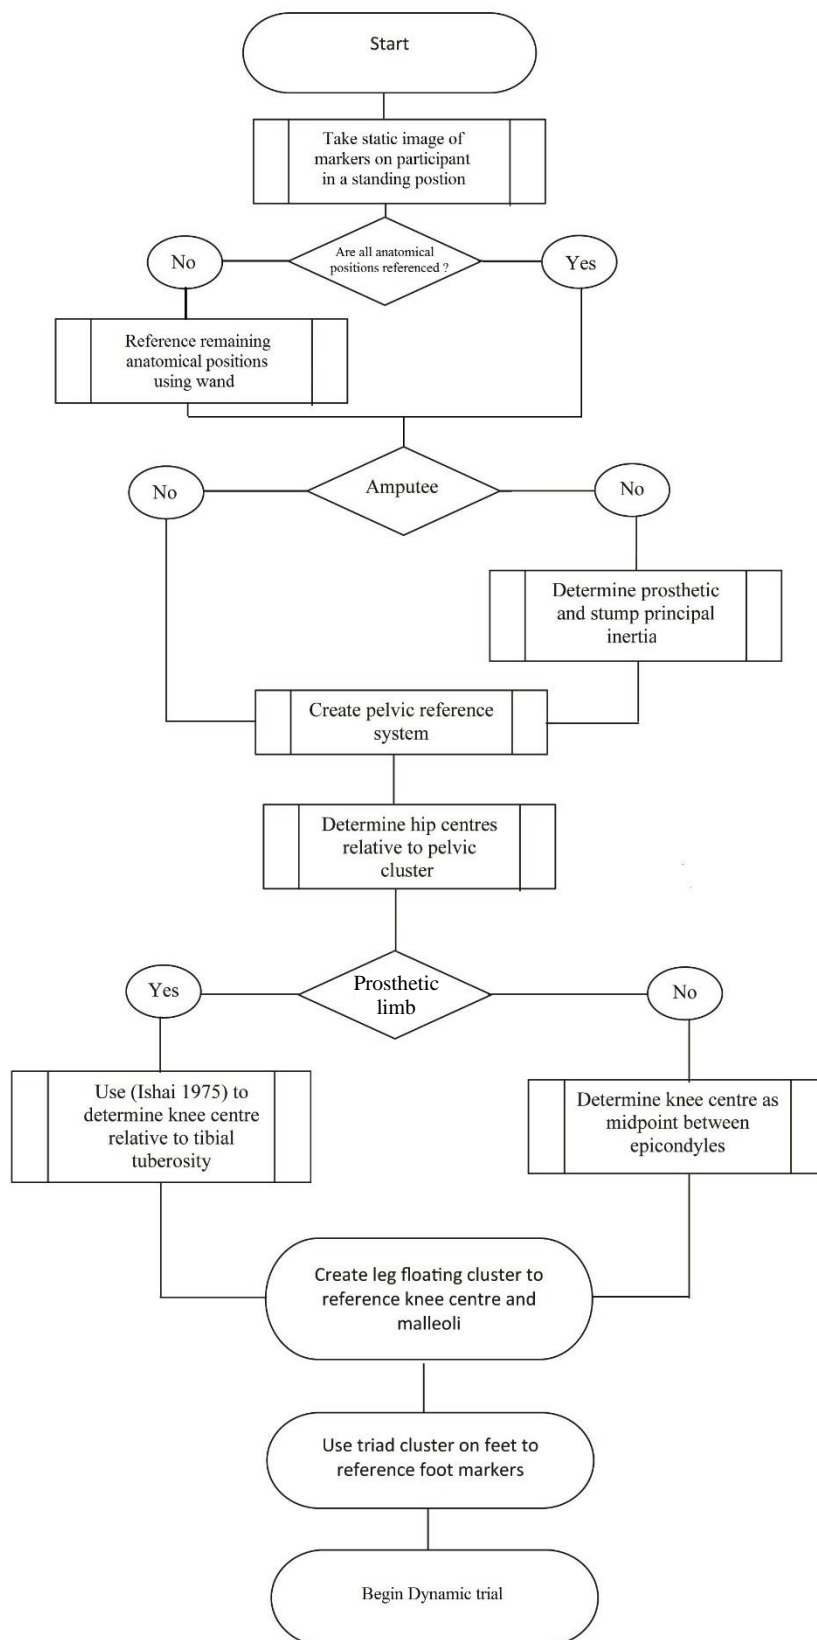 Start
Take static image of
markers on participant
in a standing postion
Are all anatomical
positions referenced ?
No
Yes
Reference remaining
anatomical positions
using wand
Amputee
No
No
Determine prosthetic
and stump principal
inertia
Create pelvic reference
system
Determine hip centres
relative to pelvic
cluster
Prosthetic
limb
Yes
No
Use (Ishai 1975) to
determine knee centre
relative to tibial
tuberosity
Determine knee centre as
midpoint between
epicondyles
Create leg floating cluster to
reference knee centre and
malleoli
Use triad cluster on feet to
reference foot markers
Begin Dynamic trial